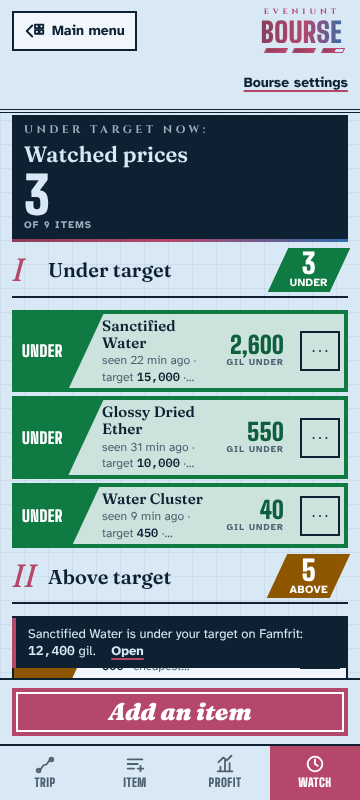 Main menu
EVENIUNT
BOURSE
Bourse settings
UNDER TARGET NOW:
Watched prices
3
OF 9 ITEMS
I Under target
3
UNDER
UNDER
Sanctified
Water
seen 22 min ago ·
target 15,000 ·...
2,600
GIL UNDER
...
UNDER
Glossy Dried
Ether
seen 31 min ago ·
target 10,000 ·...
550
GIL UNDER
...
UNDER
Water Cluster
seen 9 min ago ·
target 450 ·...
40
GIL UNDER
...
II Above target
5
ABOVE
Sanctified Water is under your target on Famfrit:
12,400 gil. Open
Add an item
TRIP
ITEM
PROFIT
WATCH